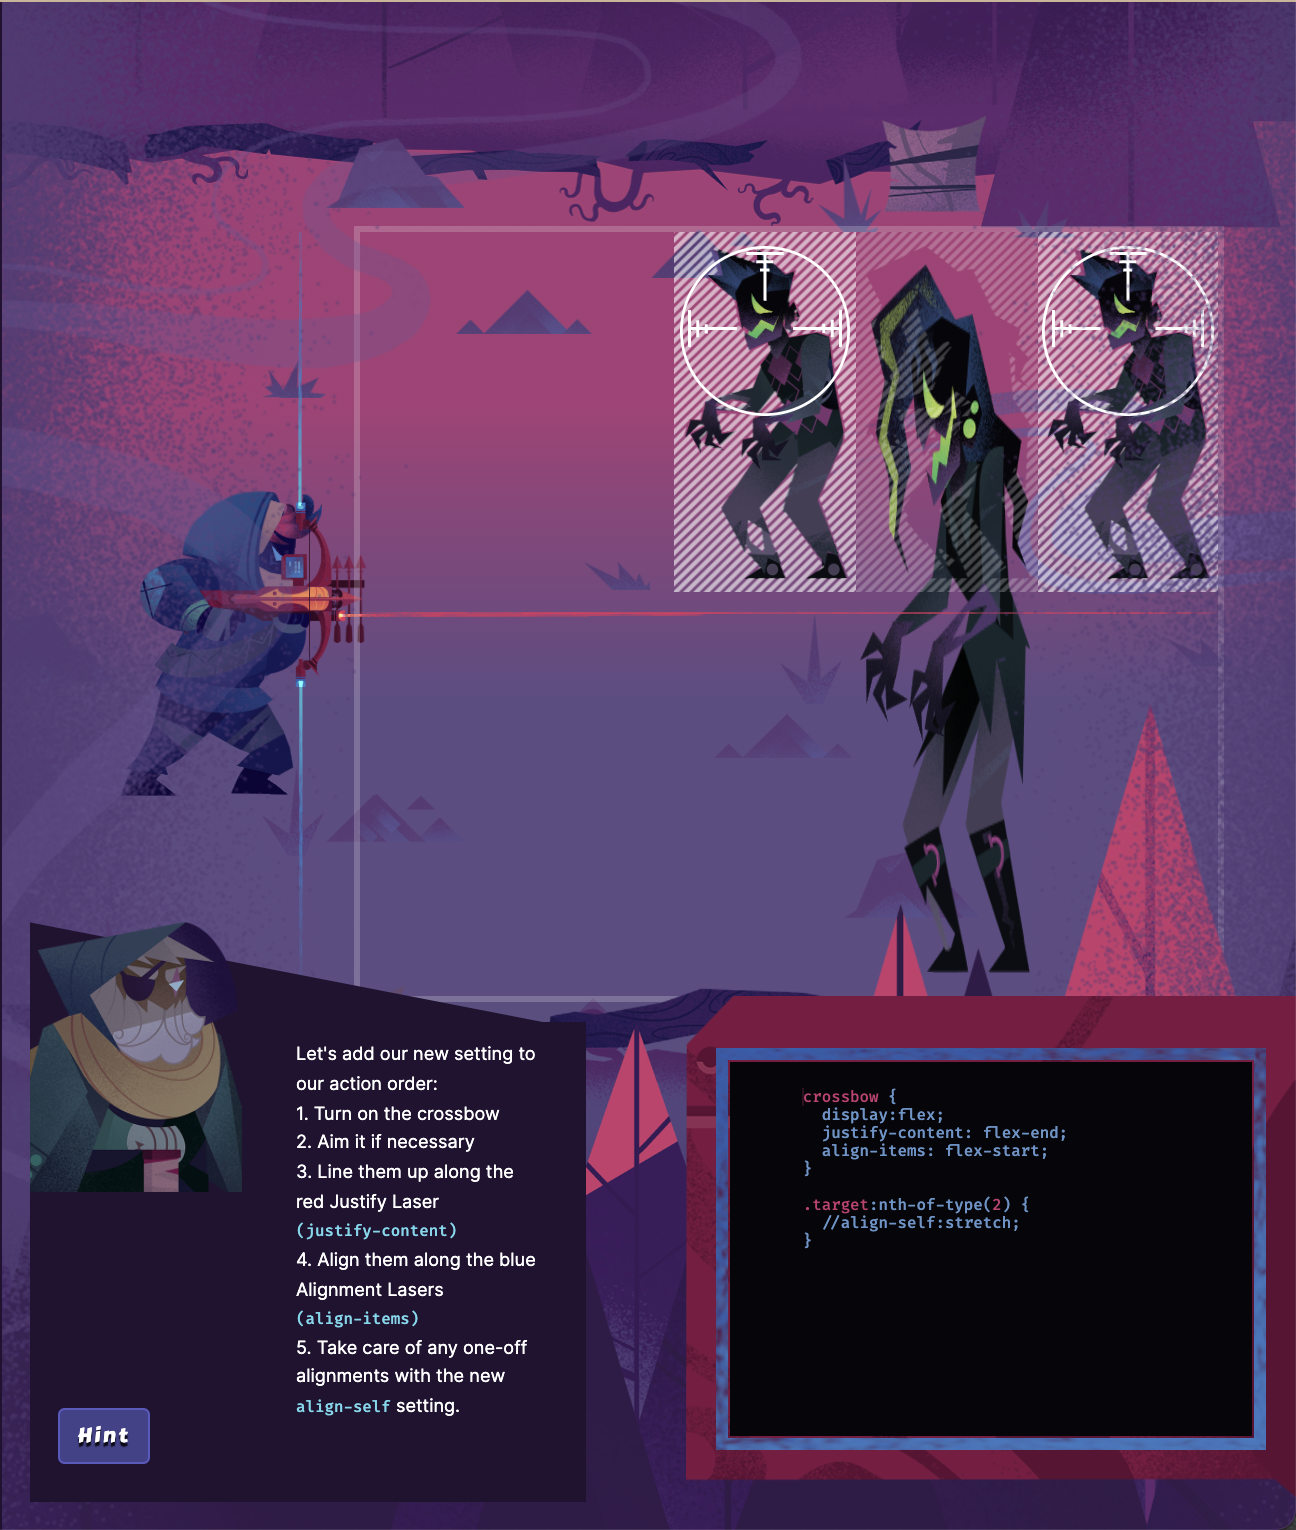 Let's add our new setting to
our action order:
1. Turn on the crossbow
2. Aim it if necessary
3. Line them up along the
red Justify Laser
(justify-content)
4. Align them along the blue
Alignment Lasers
(align-items)
5. Take care of any one-off
alignments with the new
align-self setting.
Hint
crossbow {
display:flex;
justify-content: flex-end;
align-items: flex-start;
}
.target:nth-of-type(2) {
//align-self:stretch;
}